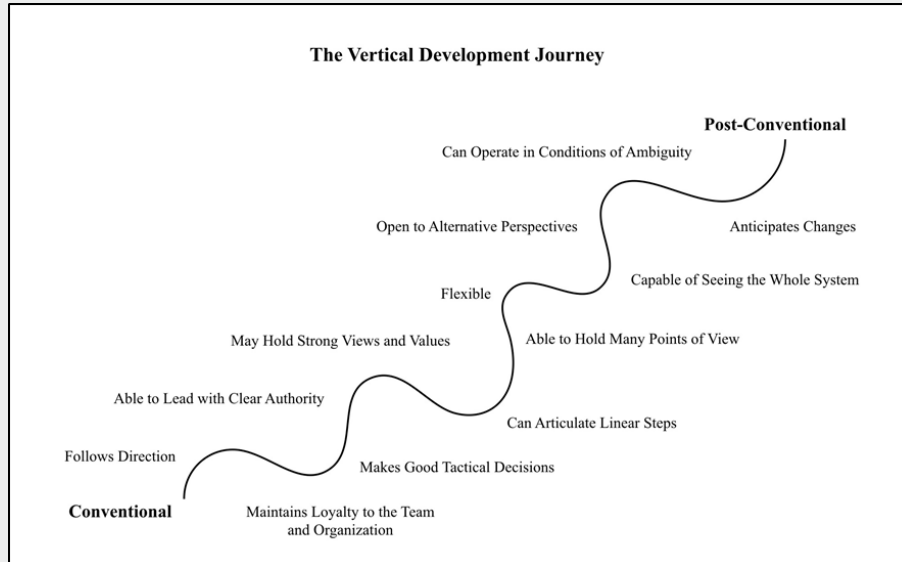 The Vertical Development Journey
Post-Conventional
Can Operate in Conditions of Ambiguity
Open to Alternative Perspectives
Anticipates Changes
Capable of Seeing the Whole System
Flexible
May Hold Strong Views and Values
Able to Hold Many Points of View
Able to Lead with Clear Authority
Can Articulate Linear Steps
Follows Direction
Makes Good Tactical Decisions
Conventional
Maintains Loyalty to the Team
and Organization